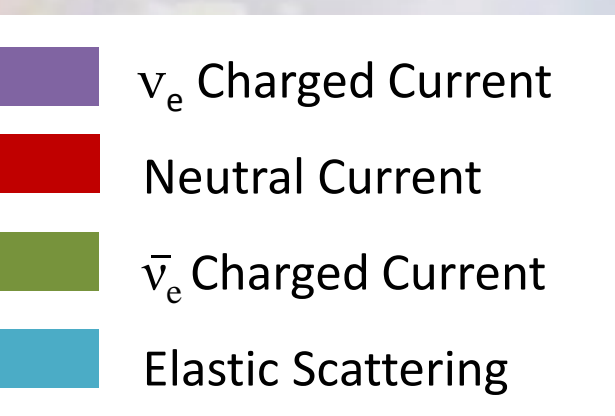 νₑ Charged Current
Neutral Current
ν̅ₑ Charged Current
Elastic Scattering